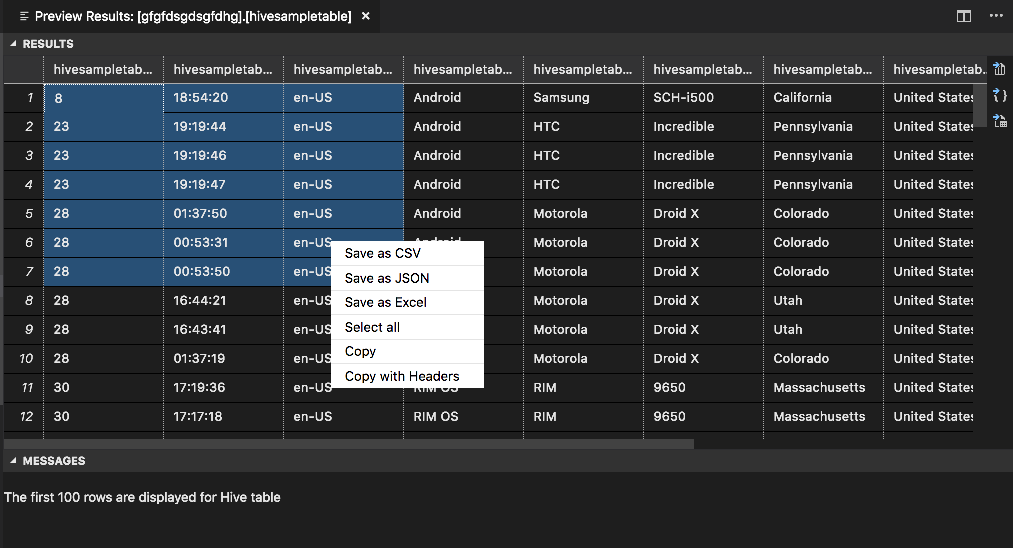 Preview Results: [gfgfdsgdsgfdhg].[hivesampletable] ×
RESULTS
hivesampletab... hivesampletab... hivesampletab... hivesampletab... hivesampletab... hivesampletab... hivesampletab... hivesampletab..
1 8 18:54:20 en-US Android Samsung SCH-i500 California United States
2 23 19:19:44 en-US Android HTC Incredible Pennsylvania United States
3 23 19:19:46 en-US Android HTC Incredible Pennsylvania United States
4 23 19:19:47 en-US Android HTC Incredible Pennsylvania United States
5 28 01:37:50 en-US Android Motorola Droid X Colorado United States
6 28 00:53:31 en-US Android Motorola Droid X Colorado United States
7 28 00:53:50 en-US Motorola Droid X Colorado United States
8 28 16:44:21 en-US Motorola Droid X Utah United States
9 28 16:43:41 en-US Motorola Droid X Utah United States
10 28 01:37:19 en-US Motorola Droid X Colorado United States
11 30 17:19:36 en-US RIM OS RIM 9650 Massachusetts United States
12 30 17:17:18 en-US RIM OS RIM 9650 Massachusetts United States
Save as CSV
Save as JSON
Save as Excel
Select all
Copy
Copy with Headers
MESSAGES
The first 100 rows are displayed for Hive table